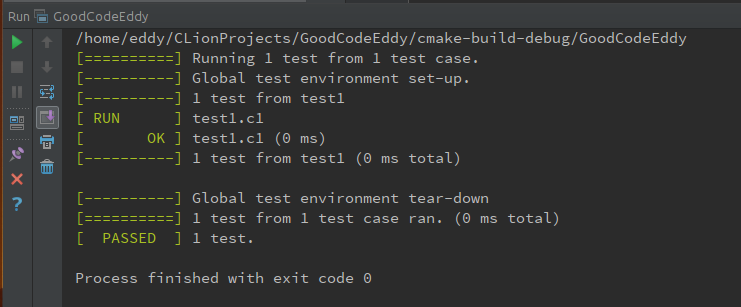 Run GoodCodeEddy
/home/eddy/CLionProjects/GoodCodeEddy/cmake-build-debug/GoodCodeEddy
[==========] Running 1 test from 1 test case.
[----------] Global test environment set-up.
[----------] 1 test from test1
[ RUN      ] test1.c1
[       OK ] test1.c1 (0 ms)
[----------] 1 test from test1 (0 ms total)
[----------] Global test environment tear-down
[==========] 1 test from 1 test case ran. (0 ms total)
[  PASSED  ] 1 test.
Process finished with exit code 0